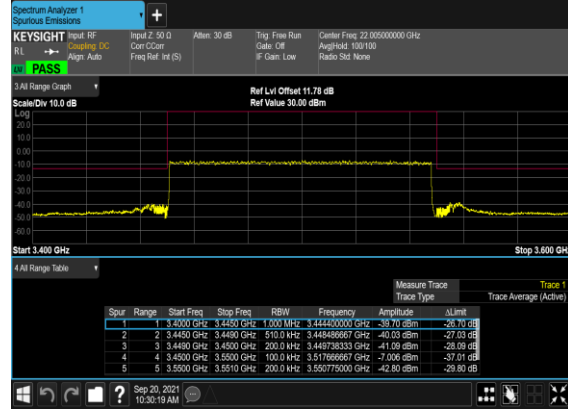 Spectrum Analyzer 1
Spurious Emissions
+
KEYSIGHT Input: RF Input Z: 50 Ω Atten: 30 dB Trig: Free Run Center Freq: 22.005000000 GHz
RL Coupling: DC Corr CCorr Gate: Off Avg|Hold: 100/100
Align: Auto Freq Ref: Int (S) IF Gain: Low Radio Std: None
PASS
3 All Range Graph
Ref Lvl Offset 11.78 dB
Scale/Div 10.0 dB Ref Value 30.00 dBm
Log
20.0
10.0
0.00
-10.0
-20.0
-30.0
-40.0
-50.0
-60.0
Start 3.400 GHz Stop 3.600 GHz
4 All Range Table
Measure Trace Trace 1
Trace Type Trace Average (Active)
Spur Range Start Freq Stop Freq RBW Frequency Amplitude ΔLimit
1 1 3.4000 GHz 3.4450 GHz 1.000 MHz 3.444400000 GHz -39.70 dBm -26.70 dB
2 2 3.4450 GHz 3.4490 GHz 510.0 kHz 3.448486667 GHz -40.03 dBm -27.03 dB
3 3 3.4490 GHz 3.4500 GHz 200.0 kHz 3.449738333 GHz -41.09 dBm -28.09 dB
4 4 3.4500 GHz 3.5500 GHz 100.0 kHz 3.517666667 GHz -7.006 dBm -37.01 dB
5 5 3.5500 GHz 3.5510 GHz 200.0 kHz 3.550775000 GHz -42.80 dBm -29.80 dB
? Sep 20, 2021
10:30:19 AM